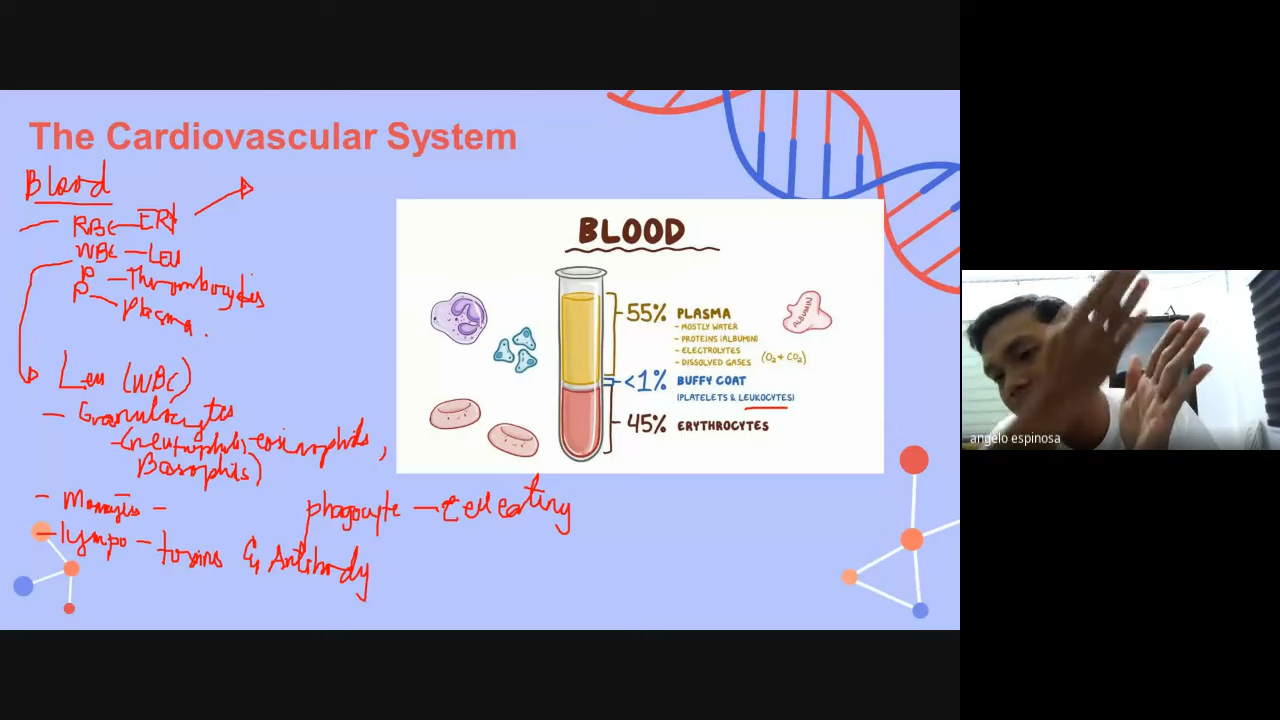 The Cardiovascular System
Blood
RBC - ERY
WBC - LEU
P - Thrombocytes
P - Plasma.
Leu (WBC)
- Granulocytes
- (neutrophils, eosinophils,
Basophils)
- Monocytes -
phagocyte - cell eating
- lympo - toxins & Antibody
BLOOD
55% PLASMA
- MOSTLY WATER
- PROTEINS (ALBUMIN)
- ELECTROLYTES
- DISSOLVED GASES (O2 + CO2)
<1% BUFFY COAT
(PLATELETS & LEUKOCYTES)
45% ERYTHROCYTES
ALBUMIN
angelo espinosa